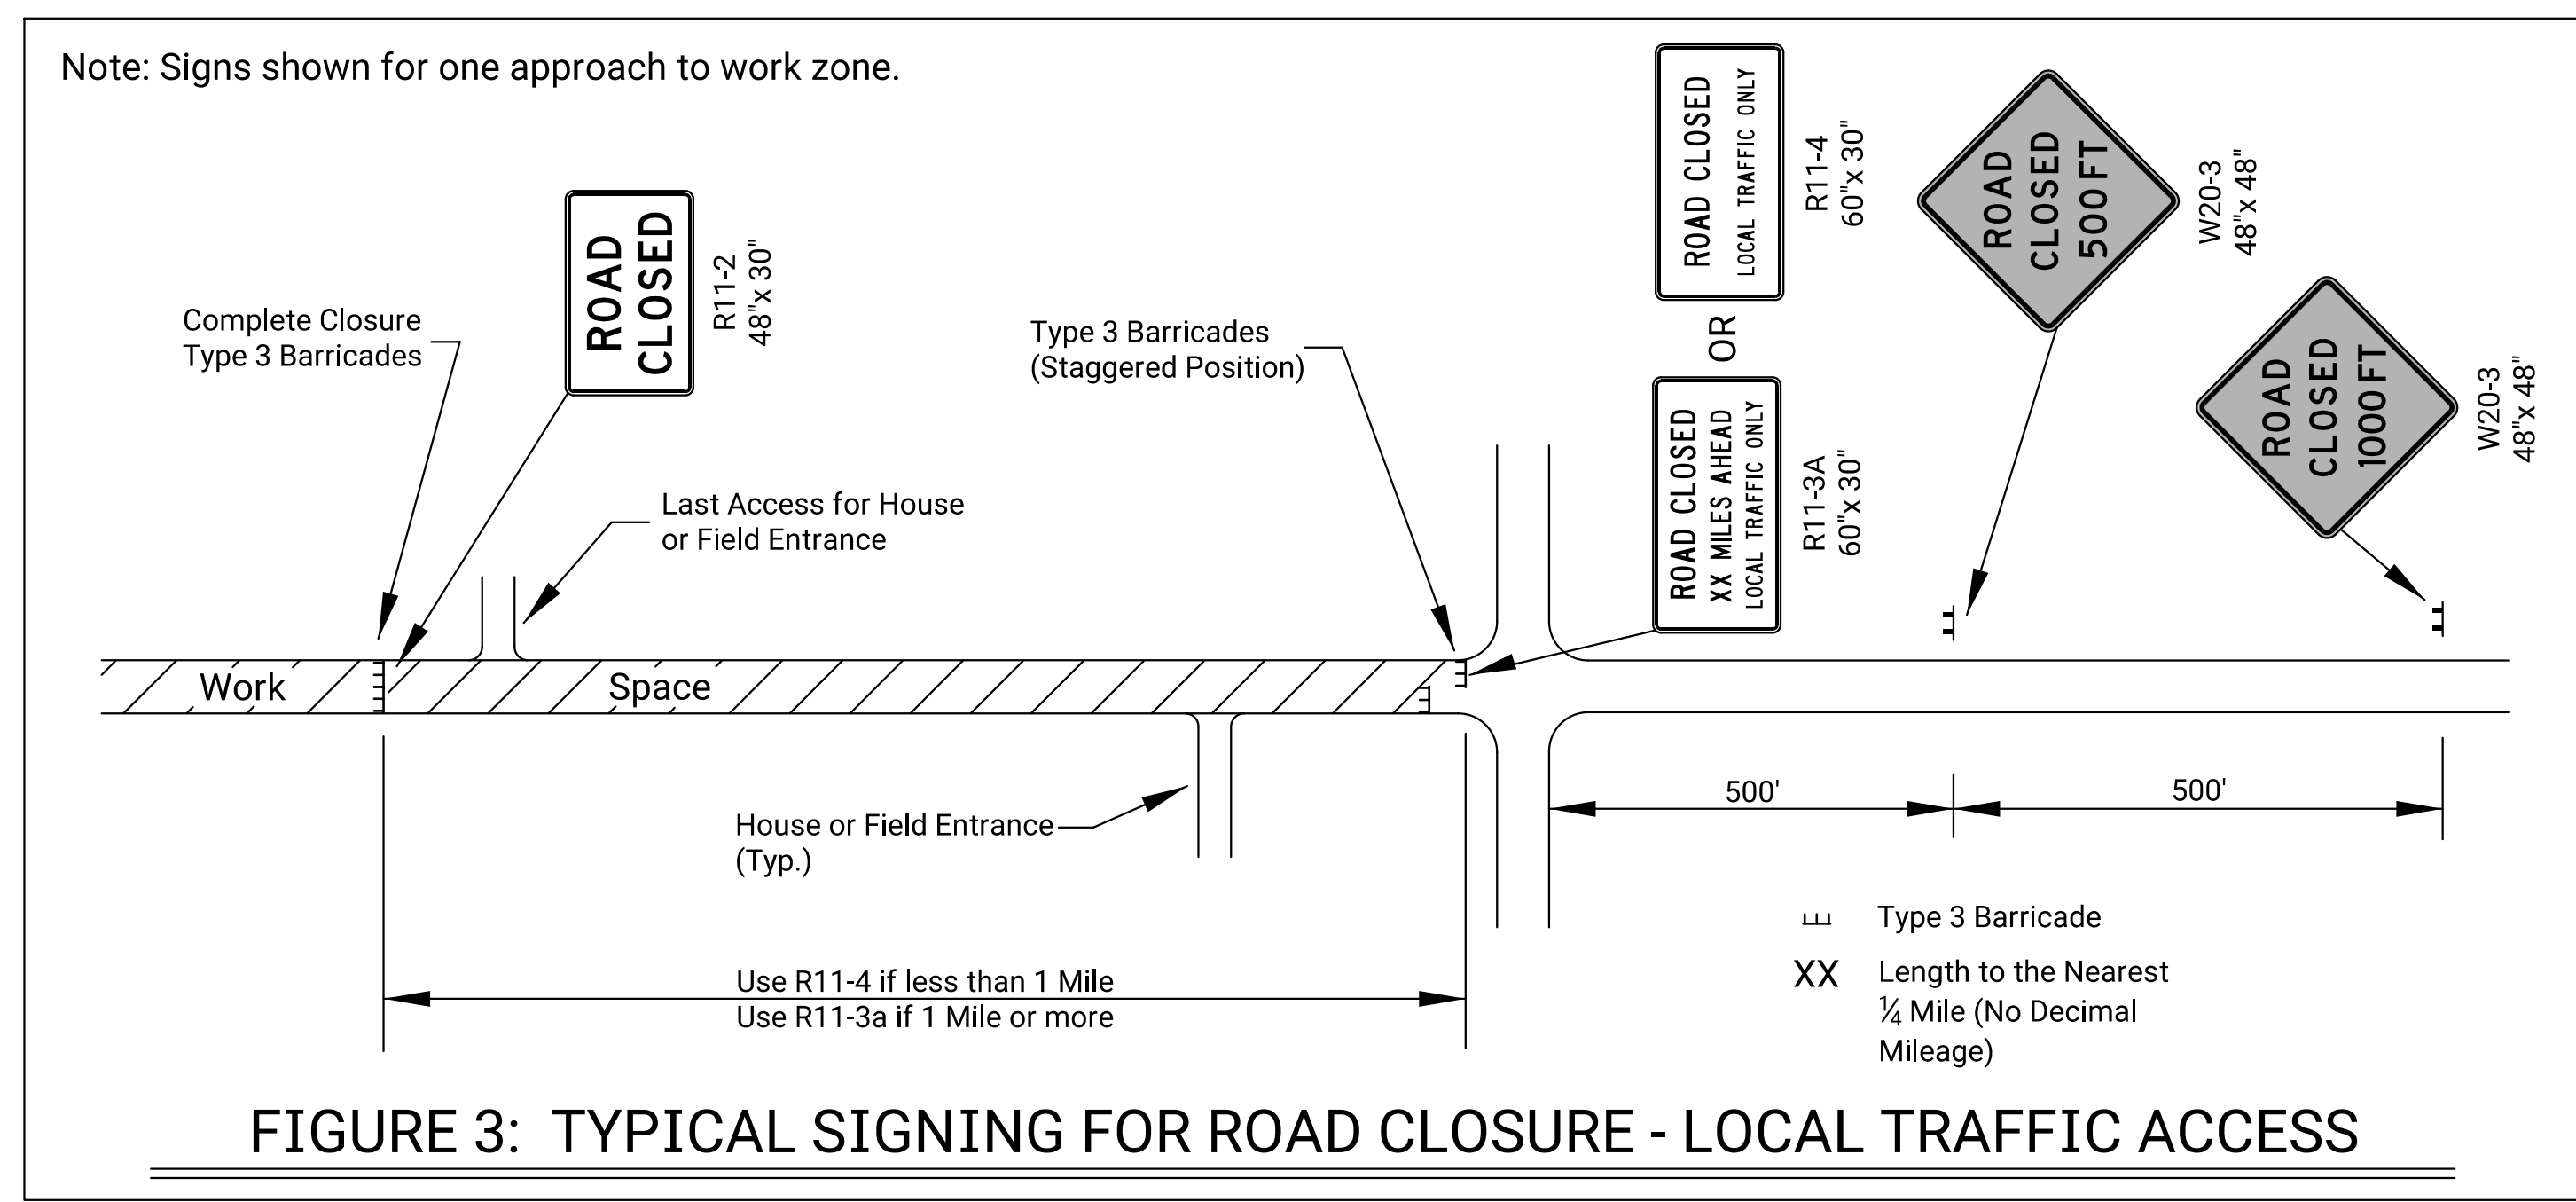 Note: Signs shown for one approach to work zone.
Complete Closure
Type 3 Barricades
ROAD
CLOSED
R11-2
48"x 30"
Last Access for House
or Field Entrance
Type 3 Barricades
(Staggered Position)
ROAD CLOSED
LOCAL TRAFFIC ONLY
R11-4
60"x 30"
OR
ROAD CLOSED
XX MILES AHEAD
LOCAL TRAFFIC ONLY
R11-3A
60"x 30"
ROAD
CLOSED
500FT
W20-3
48"x 48"
ROAD
CLOSED
1000FT
W20-3
48"x 48"
Work
Space
House or Field Entrance
(Typ.)
500'
500'
Use R11-4 if less than 1 Mile
Use R11-3a if 1 Mile or more
Type 3 Barricade
XX Length to the Nearest
¼ Mile (No Decimal
Mileage)
FIGURE 3: TYPICAL SIGNING FOR ROAD CLOSURE - LOCAL TRAFFIC ACCESS